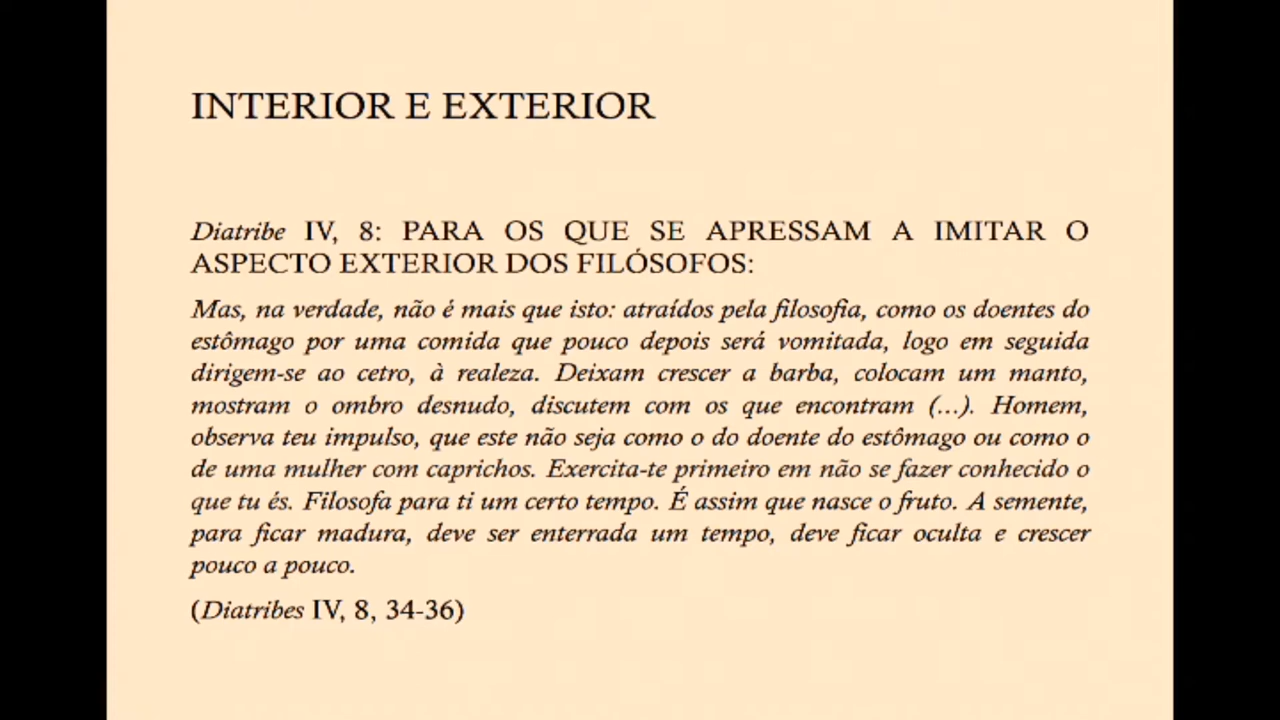 INTERIOR E EXTERIOR
Diatribe IV, 8: PARA OS QUE SE APRESSAM A IMITAR O
ASPECTO EXTERIOR DOS FILÓSOFOS:
Mas, na verdade, não é mais que isto: atraídos pela filosofia, como os doentes do
estômago por uma comida que pouco depois será vomitada, logo em seguida
dirigem-se ao cetro, à realeza. Deixam crescer a barba, colocam um manto,
mostram o ombro desnudo, discutem com os que encontram (...). Homem,
observa teu impulso, que este não seja como o do doente do estômago ou como o
de uma mulher com caprichos. Exercita-te primeiro em não se fazer conhecido o
que tu és. Filosofa para ti um certo tempo. É assim que nasce o fruto. A semente,
para ficar madura, deve ser enterrada um tempo, deve ficar oculta e crescer
pouco a pouco.
(Diatribes IV, 8, 34-36)